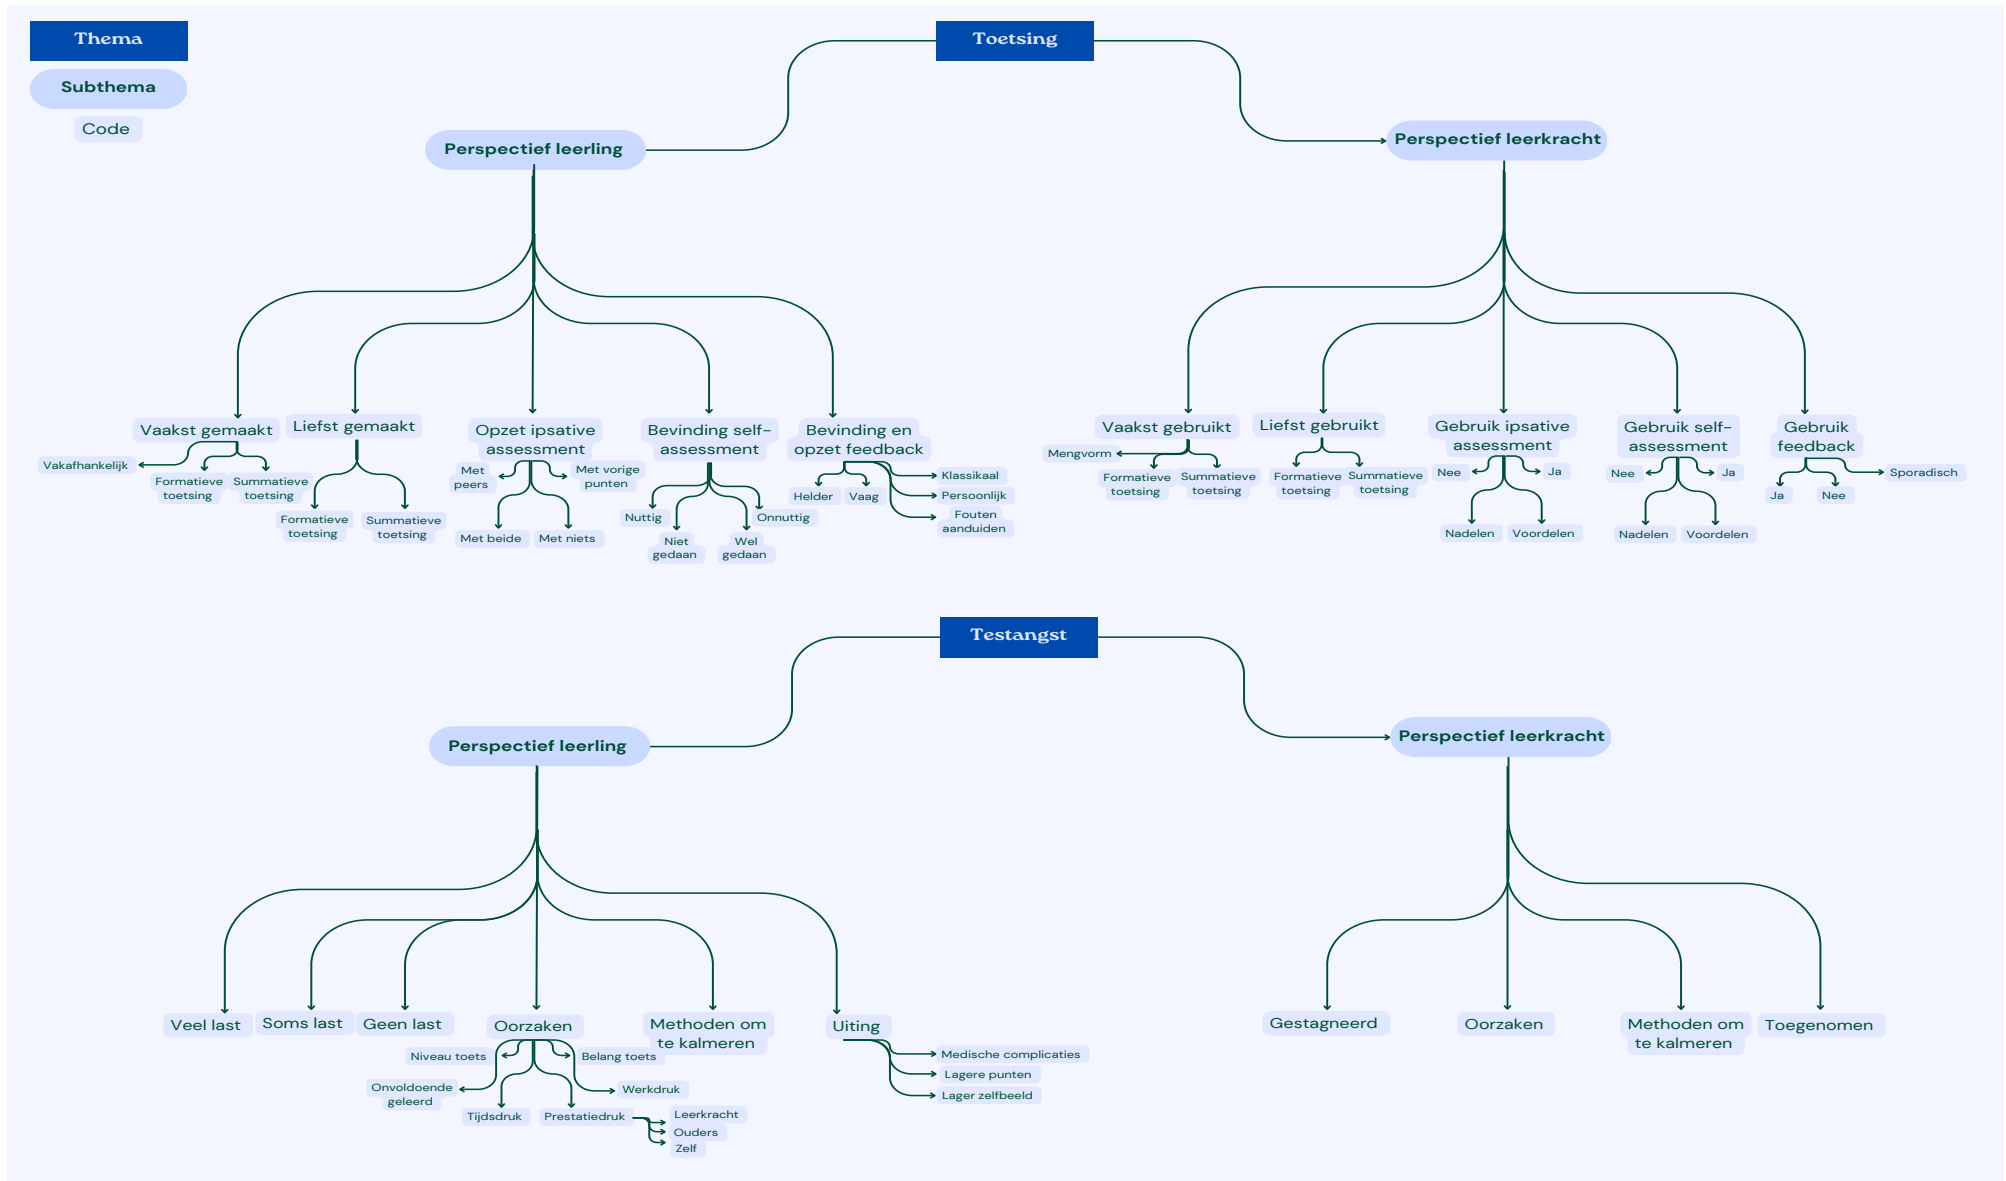 Thema
Subthema
Code
Toetsing
Perspectief leerling
Perspectief leerkracht
Vaakst gemaakt
Vakafhankelijk
Formatieve
toetsing
Summatieve
toetsing
Liefst gemaakt
Formatieve
toetsing
Summatieve
toetsing
Opzet ipsative
assessment
Met
peers
Met vorige
punten
Met beide
Met niets
Bevinding self-
assessment
Nuttig
Onnuttig
Niet
gedaan
Wel
gedaan
Bevinding en
opzet feedback
Helder
Vaag
Klassikaal
Persoonlijk
Fouten
aanduiden
Vaakst gebruikt
Mengvorm
Formatieve
toetsing
Summatieve
toetsing
Liefst gebruikt
Formatieve
toetsing
Summatieve
toetsing
Gebruik ipsative
assessment
Nee
Ja
Nadelen
Voordelen
Gebruik self-
assessment
Nee
Ja
Nadelen
Voordelen
Gebruik
feedback
Sporadisch
Ja
Nee
Testangst
Perspectief leerling
Perspectief leerkracht
Veel last
Soms last
Geen last
Oorzaken
Niveau toets
Belang toets
Onvoldoende
geleerd
Werkdruk
Tijdsdruk
Prestatiedruk
Leerkracht
Ouders
Zelf
Methoden om
te kalmeren
Uiting
Medische complicaties
Lagere punten
Lager zelfbeeld
Gestagneerd
Oorzaken
Methoden om
te kalmeren
Toegenomen